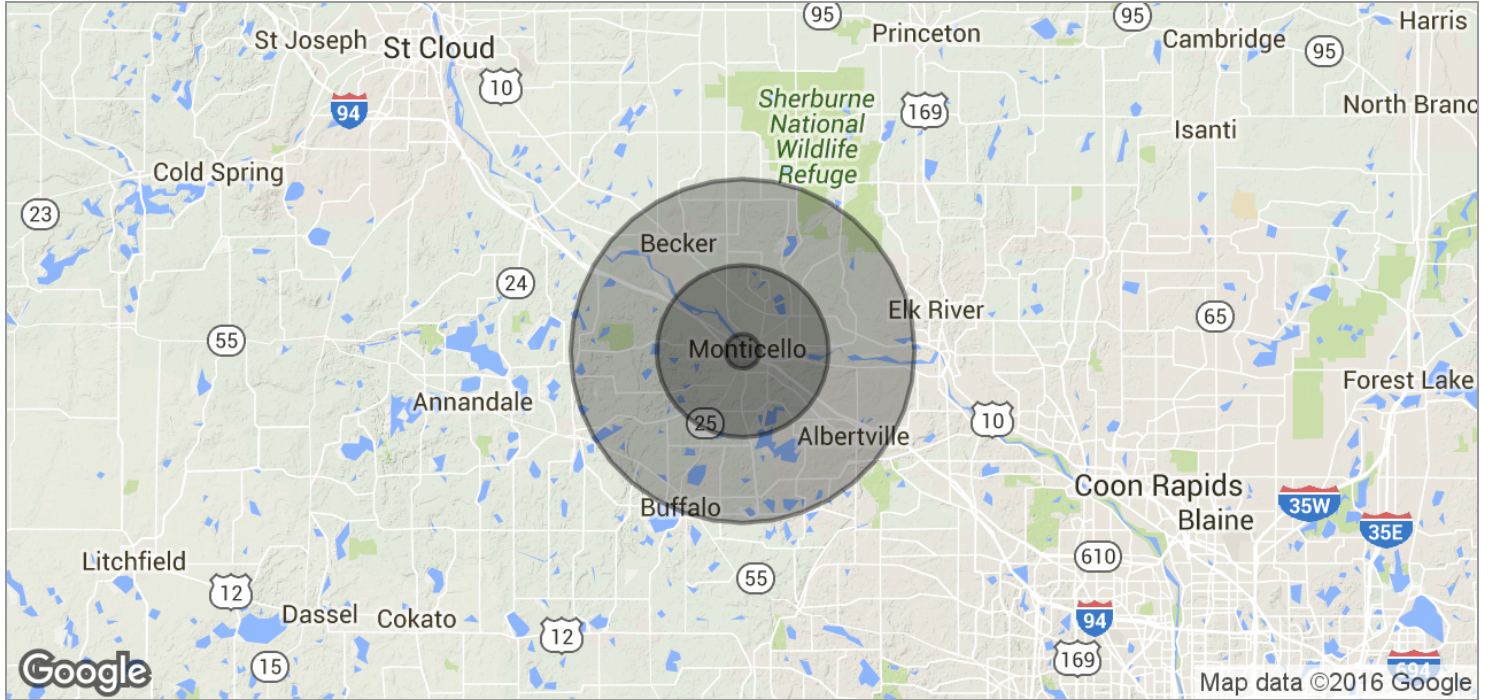 95
95
Harris
St Joseph
St Cloud
Princeton
Cambridge
95
10
94
Sherburne
National
Wildlife
Refuge
169
North Branc
Isanti
Cold Spring
23
Becker
24
Elk River
65
55
Monticello
Annandale
Forest Lake
25
Albertville
10
Coon Rapids
Buffalo
35W
Blaine
35E
Litchfield
610
55
12
Dassel
Cokato
94
12
169
15
694
Google
Map data ©2016 Google